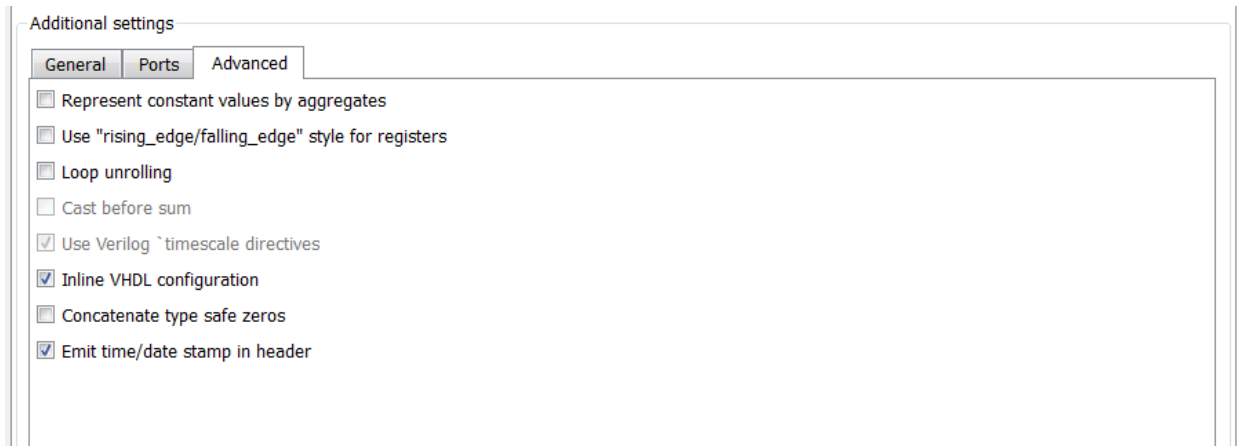 Additional settings
General Ports Advanced
Represent constant values by aggregates
Use "rising_edge/falling_edge" style for registers
Loop unrolling
Cast before sum
Use Verilog `timescale directives
Inline VHDL configuration
Concatenate type safe zeros
Emit time/date stamp in header